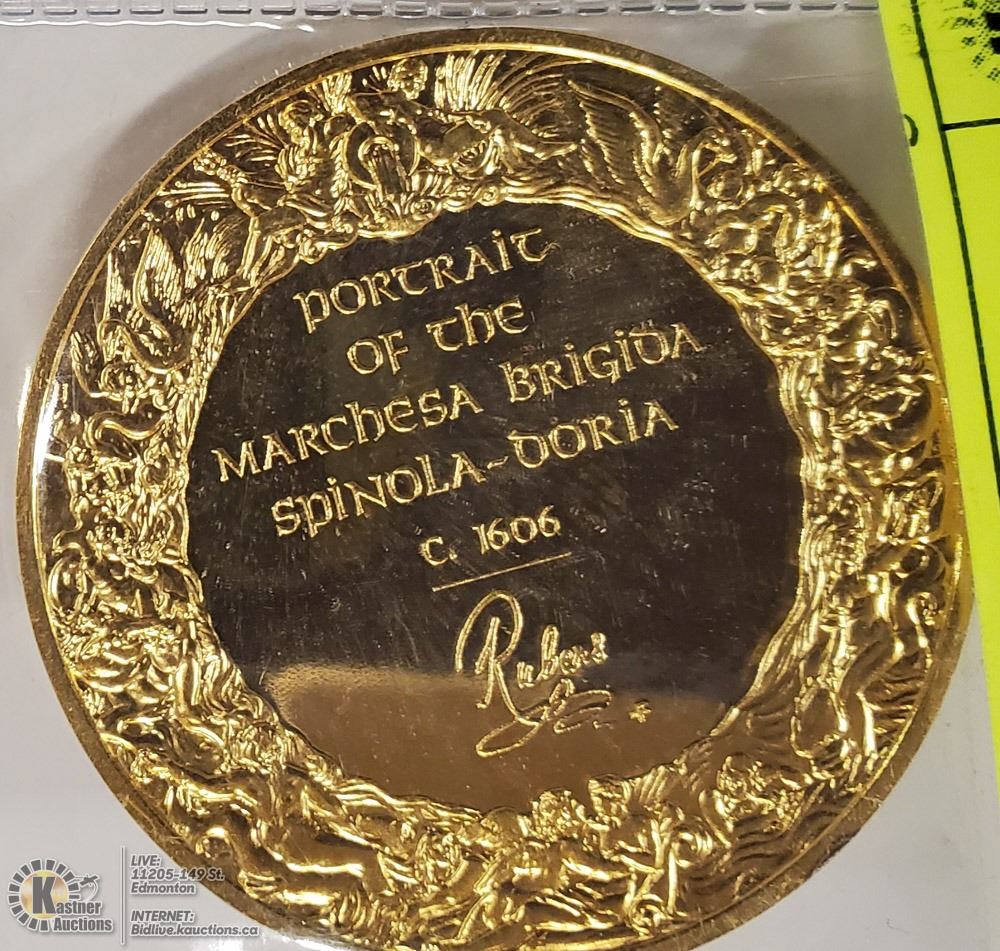 PORTRAIT
OF THE
MARCHESA BRIGIDA
SPINOLA-DORIA
C. 1606
Rubens
Kastner
Auctions
LIVE:
11205-149 St.
Edmonton
INTERNET:
Bidlive.kauctions.ca